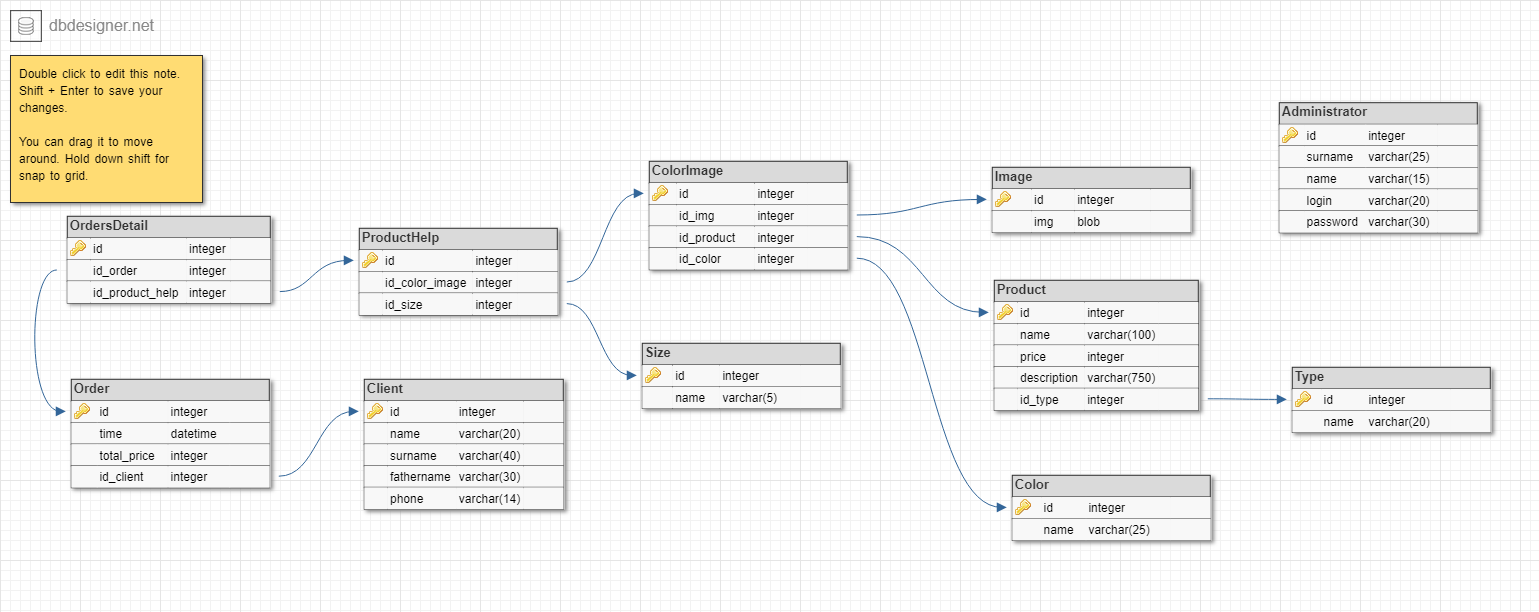 dbdesigner.net
Double click to edit this note.
Shift + Enter to save your
changes.
You can drag it to move
around. Hold down shift for
snap to grid.
OrdersDetail
id integer
id_order integer
id_product_help integer
Order
id integer
time datetime
total_price integer
id_client integer
ProductHelp
id integer
id_color_image integer
id_size integer
Client
id integer
name varchar(20)
surname varchar(40)
fathername varchar(30)
phone varchar(14)
ColorImage
id integer
id_img integer
id_product integer
id_color integer
Size
id integer
name varchar(5)
Image
id integer
img blob
Product
id integer
name varchar(100)
price integer
description varchar(750)
id_type integer
Color
id integer
name varchar(25)
Administrator
id integer
surname varchar(25)
name varchar(15)
login varchar(20)
password varchar(30)
Type
id integer
name varchar(20)